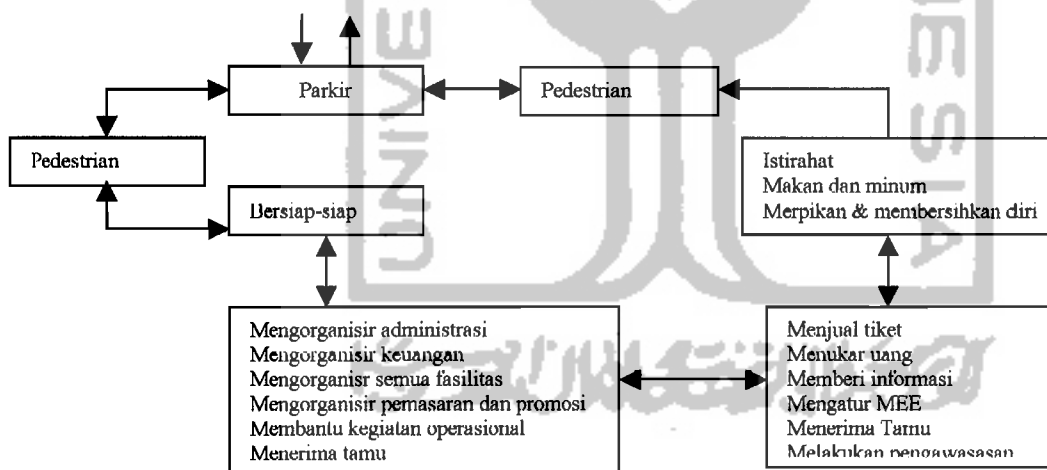 Parkir
Pedestrian
Pedestrian
Bersiap-siap
Istirahat
Makan dan minum
Merpikan & membersihkan diri
Mengorganisir administrasi
Mengorganisir keuangan
Mengorganisr semua fasilitas
Mengorganisir pemasaran dan promosi
Membantu kegiatan operasional
Menerima tamu
Menjual tiket
Menukar uang
Memberi informasi
Mengatur MEE
Menerima Tamu
Melakukan pengawasasan